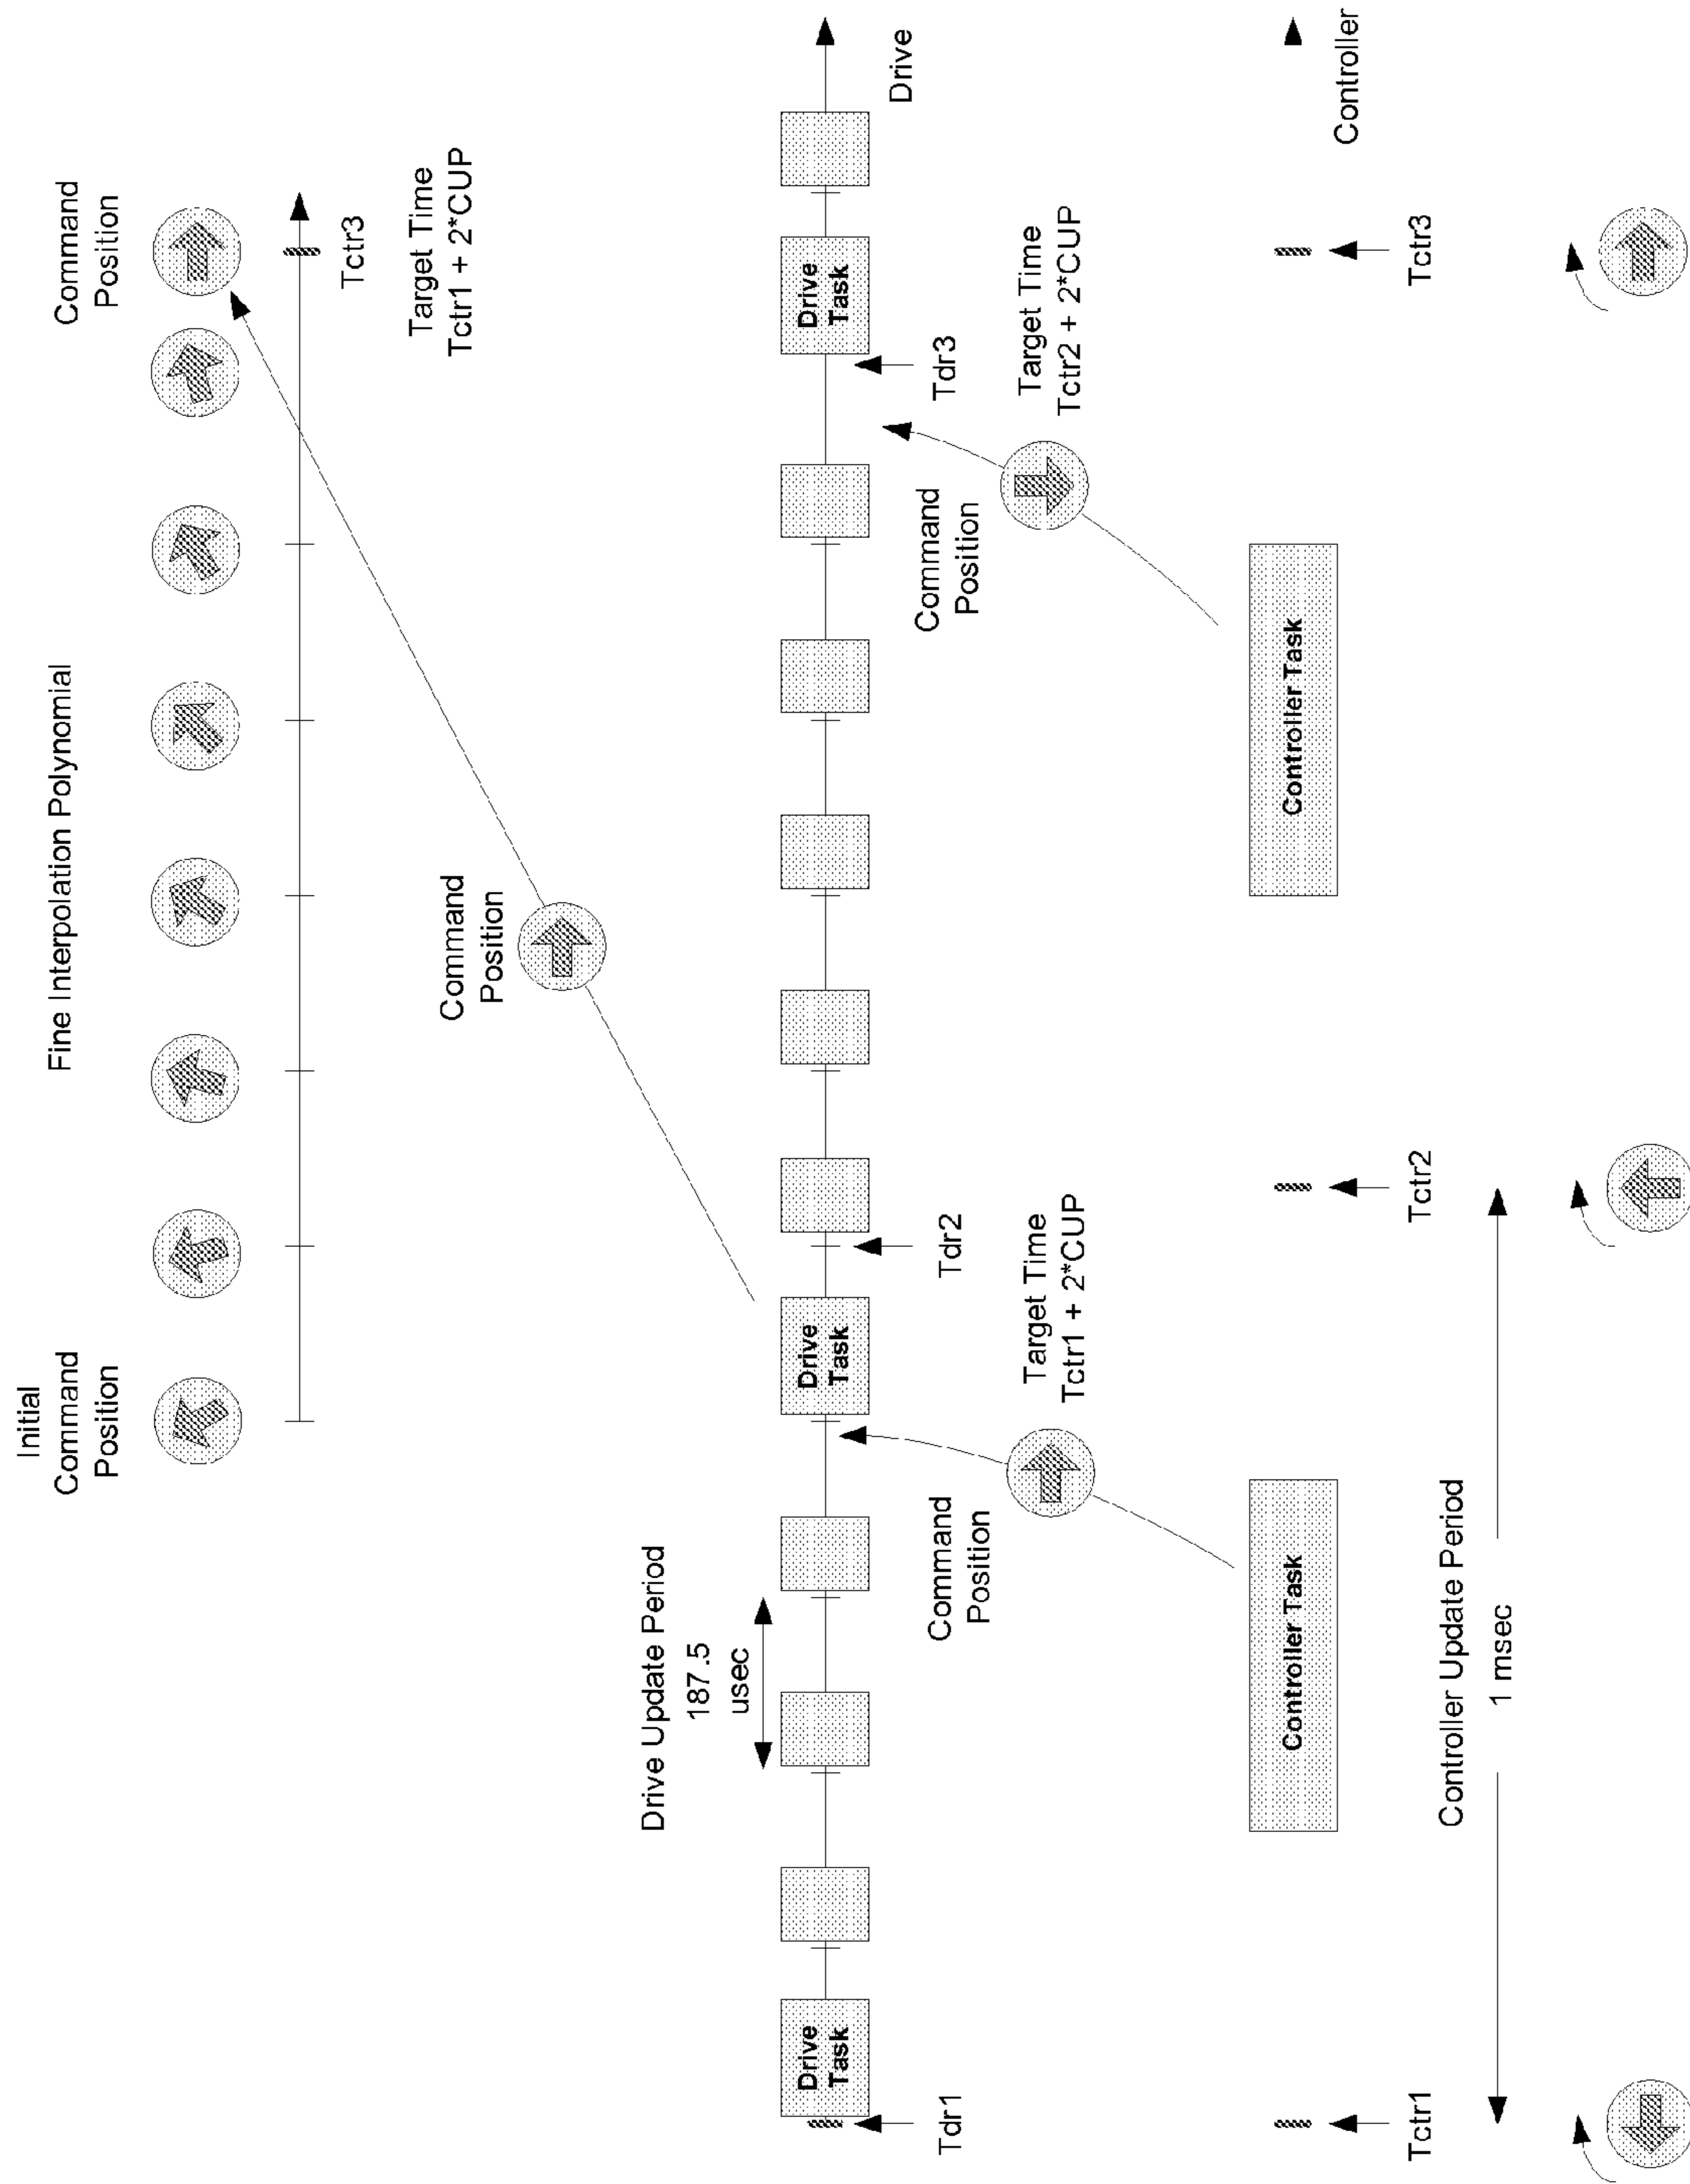 Fine Interpolation Polynomial
Initial
Command
Position
Command
Position
Tctr3
Target Time
Tctr1 + 2*CUP
Command
Position
Drive Update Period
187.5
usec
Drive
Task
Drive
Task
Drive
Task
Drive
Tdr1
Tdr2
Tdr3
Command
Position
Target Time
Tctr1 + 2*CUP
Command
Position
Target Time
Tctr2 + 2*CUP
Controller Task
Controller Task
Controller
Tctr1
Tctr2
Tctr3
Controller Update Period
1 msec